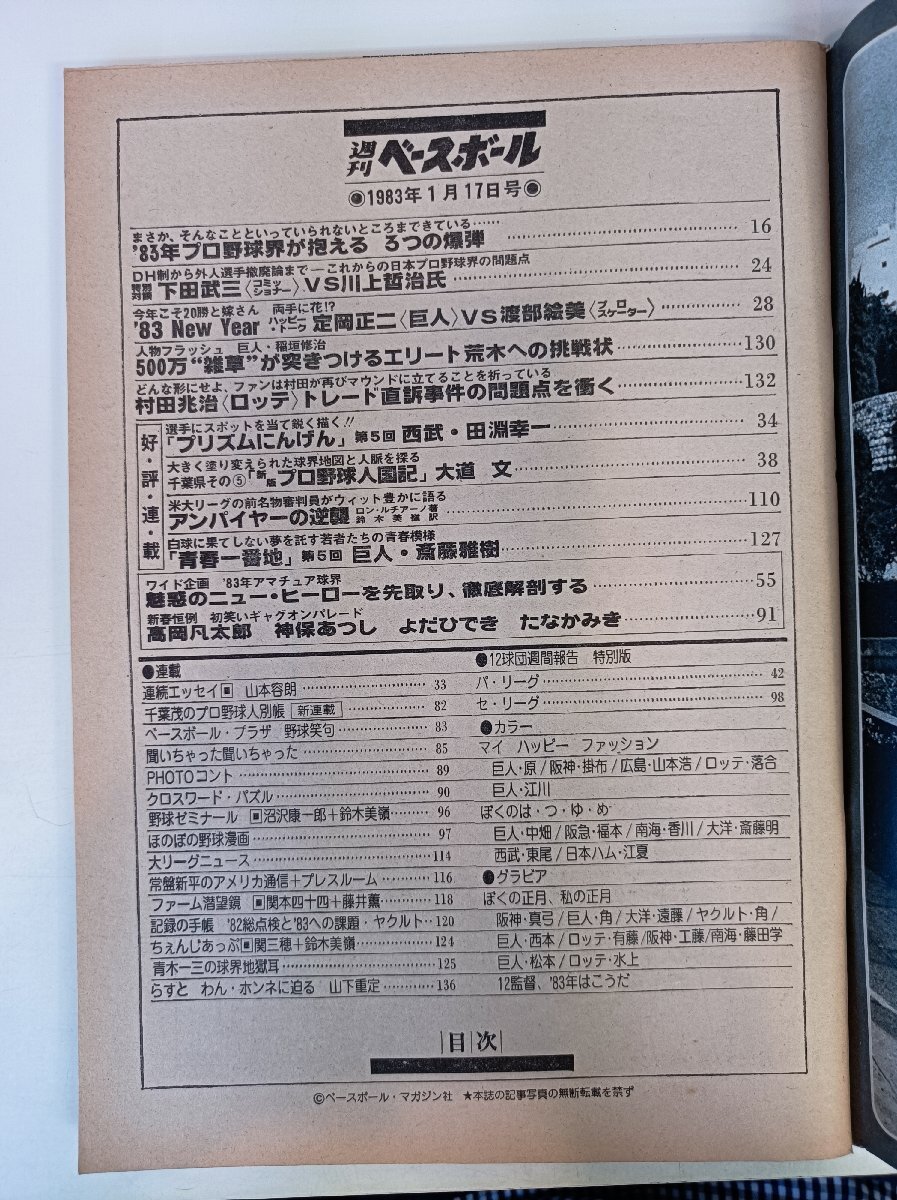 週刊ベースボール
1983年1月17日号
まさか、そんなことといっていられないところまできている……
'83年プロ野球界が抱える 3つの爆弾 16
DH制から外人選手撤廃論まで―これからの日本プロ野球界の問題点
特別対談 下田武三〈コミッショナー〉VS川上哲治氏 24
今年こそ20勝と嫁さん 両手に花!?
'83 New Year ハッピー・トーク 定岡正二〈巨人〉VS渡部絵美〈プロスケーター〉 28
人物フラッシュ 巨人・稲垣修治
500万“雑草”が突きつけるエリート荒木への挑戦状 130
どんな形にせよ、ファンは村田が再びマウンドに立てることを祈っている
村田兆治〈ロッテ〉トレード直訴事件の問題点を衝く 132
好・評・連・載
選手にスポットを当て鋭く描く!!
「プリズムにんげん」第5回 西武・田淵幸一 34
大きく塗り変えられた球界地図と人脈を探る
千葉県その⑤「新版 プロ野球人国記」大道 文 38
米大リーグの前名物審判員がウィット豊かに語る
アンパイヤーの逆襲 ロン・ルチアーノ著 鈴木美嶺訳 110
白球に果てしない夢を託す若者たちの青春模様
「青春一番地」第5回 巨人・斎藤雅樹 127
ワイド企画 '83年アマチュア球界
魅惑のニュー・ヒーローを先取り、徹底解剖する 55
新春恒例 初笑いギャグオンパレード
高岡凡太郎 神保あつし よだひでき たなかみき 91
●連載
連続エッセイ▣ 山本容朗 33
千葉茂のプロ野球人別帳 新連載 82
ベースボール・プラザ 野球笑句 83
聞いちゃった聞いちゃった 85
PHOTOコント 89
クロスワード・パズル 90
野球ゼミナール ▣沼沢康一郎＋鈴木美嶺 96
ほのぼの野球漫画 97
大リーグニュース 114
常盤新平のアメリカ通信＋プレスルーム 116
ファーム潜望鏡 ▣関本四十四＋藤井薫 118
記録の手帳 '82総点検と'83への課題・ヤクルト 120
ちぇんじあっぷ▣関三穂＋鈴木美嶺 124
青木一三の球界地獄耳 125
らすと わん・ホンネに迫る 山下重定 136
●12球団週間報告 特別版
パ・リーグ 42
セ・リーグ 98
●カラー
マイ ハッピー ファッション
巨人・原/阪神・掛布/広島・山本浩/ロッテ・落合
巨人・江川
ぼくのは・つ・ゆ・め
巨人・中畑/阪急・福本/南海・香川/大洋・斎藤明
西武・東尾/日本ハム・江夏
●グラビア
ぼくの正月、私の正月
阪神・真弓/巨人・角/大洋・遠藤/ヤクルト・角/
巨人・西本/ロッテ・有藤/阪神・工藤/南海・藤田学
巨人・松本/ロッテ・水上
12監督、'83年はこうだ
目次
©ベースボール・マガジン社 ★本誌の記事写真の無断転載を禁ず